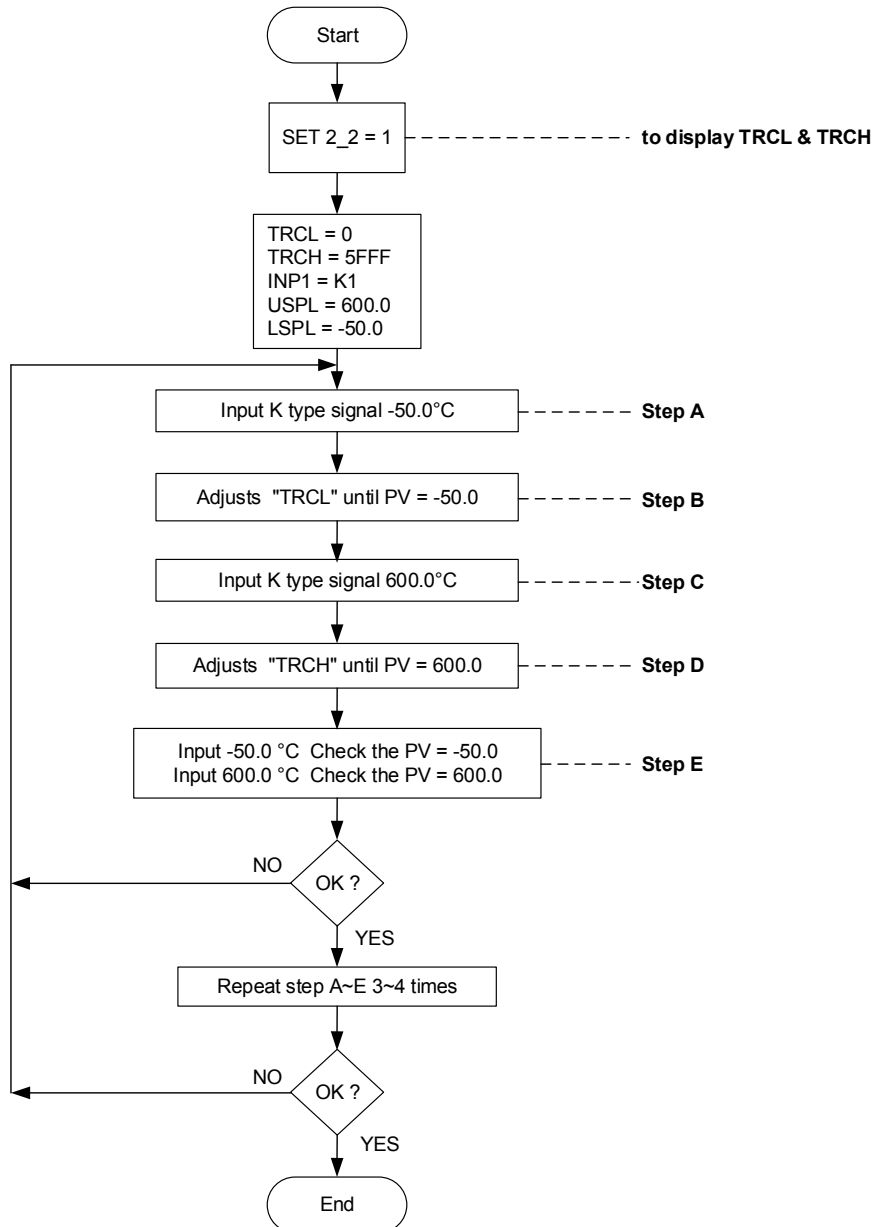 Start
SET 2_2 = 1
to display TRCL & TRCH
TRCL = 0
TRCH = 5FFF
INP1 = K1
USPL = 600.0
LSPL = -50.0
Input K type signal -50.0°C
Step A
Adjusts "TRCL" until PV = -50.0
Step B
Input K type signal 600.0°C
Step C
Adjusts "TRCH" until PV = 600.0
Step D
Input -50.0 °C Check the PV = -50.0
Input 600.0 °C Check the PV = 600.0
Step E
NO
OK ?
YES
Repeat step A~E 3~4 times
NO
OK ?
YES
End